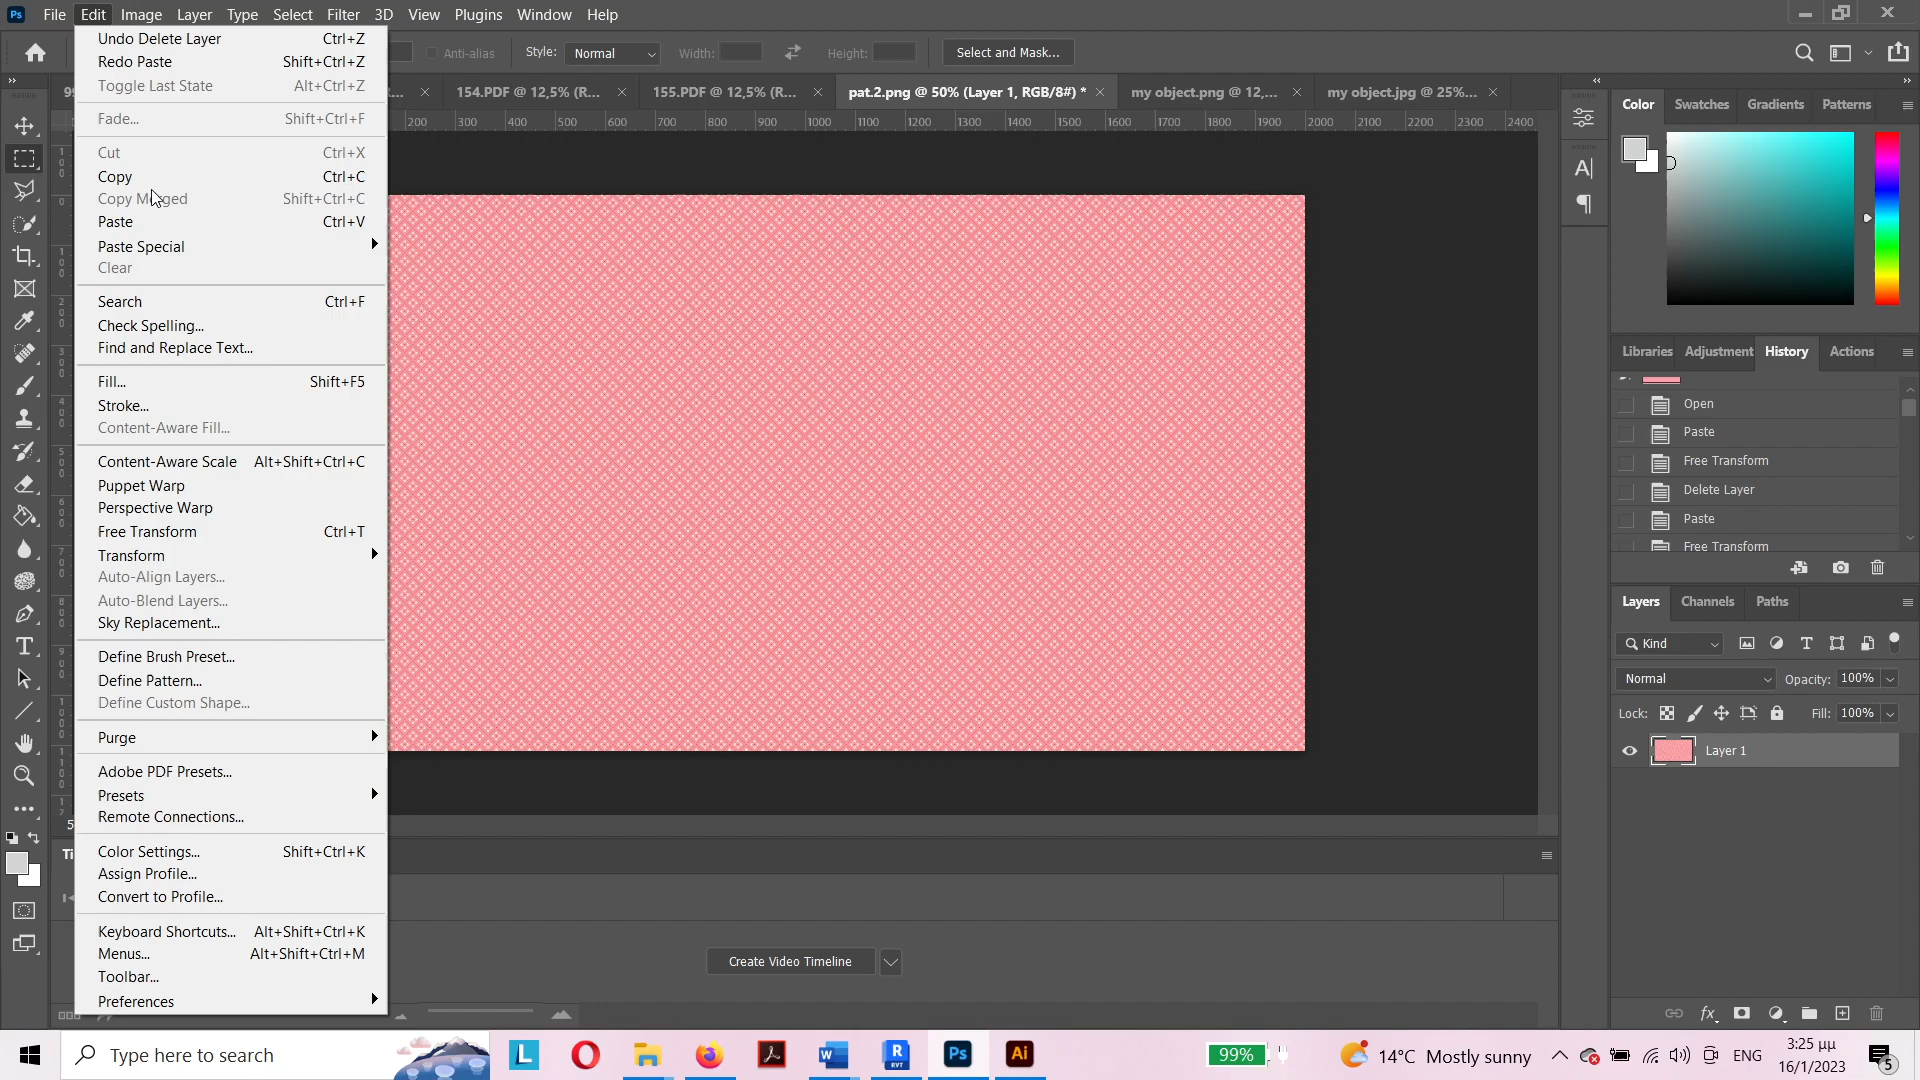 Ps File Edit Image Layer Type Select Filter 3D View Plugins Window Help
Anti-alias Style: Normal Width: Height: Select and Mask...
154.PDF @ 12,5% (R... 155.PDF @ 12,5% (R... pat.2.png @ 50% (Layer 1, RGB/8#) * my object.png @ 12,... my object.jpg @ 25%...
200 300 400 500 600 700 800 900 1000 1100 1200 1300 1400 1500 1600 1700 1800 1900 2000 2100 2200 2300 2400
Undo Delete Layer Ctrl+Z
Redo Paste Shift+Ctrl+Z
Toggle Last State Alt+Ctrl+Z
Fade... Shift+Ctrl+F
Cut Ctrl+X
Copy Ctrl+C
Copy Merged Shift+Ctrl+C
Paste Ctrl+V
Paste Special
Clear
Search Ctrl+F
Check Spelling...
Find and Replace Text...
Fill... Shift+F5
Stroke...
Content-Aware Fill...
Content-Aware Scale Alt+Shift+Ctrl+C
Puppet Warp
Perspective Warp
Free Transform Ctrl+T
Transform
Auto-Align Layers...
Auto-Blend Layers...
Sky Replacement...
Define Brush Preset...
Define Pattern...
Define Custom Shape...
Purge
Adobe PDF Presets...
Presets
Remote Connections...
Color Settings... Shift+Ctrl+K
Assign Profile...
Convert to Profile...
Keyboard Shortcuts... Alt+Shift+Ctrl+K
Menus... Alt+Shift+Ctrl+M
Toolbar...
Preferences
Create Video Timeline
Color Swatches Gradients Patterns
Libraries Adjustment History Actions
Open
Paste
Free Transform
Delete Layer
Paste
Free Transform
Layers Channels Paths
Kind
Normal Opacity: 100%
Lock: Fill: 100%
Layer 1
Type here to search
99% 14°C Mostly sunny ENG 3:25 μμ
16/1/2023 5